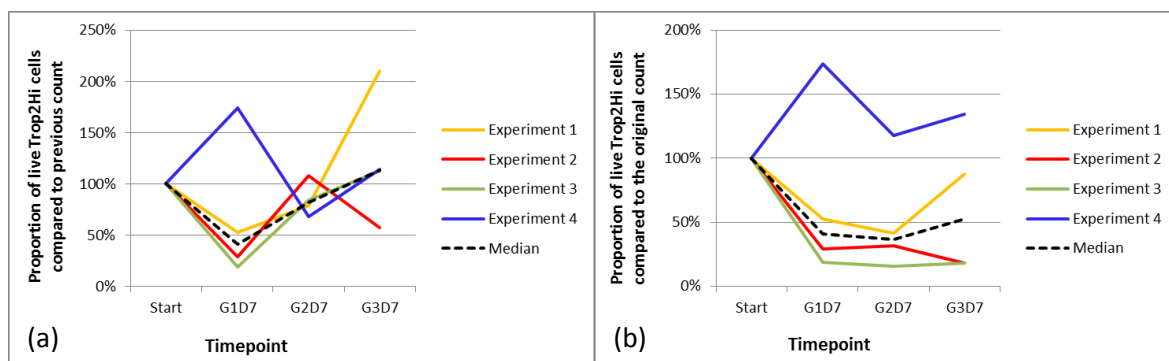 Proportion of live Trop2Hi cells
compared to previous count
250%
200%
150%
100%
50%
0%
Start G1D7 G2D7 G3D7
Timepoint
Experiment 1
Experiment 2
Experiment 3
Experiment 4
Median
(a)
Proportion of live Trop2Hi cells
compared to the original count
200%
150%
100%
50%
0%
Start G1D7 G2D7 G3D7
Timepoint
Experiment 1
Experiment 2
Experiment 3
Experiment 4
Median
(b)